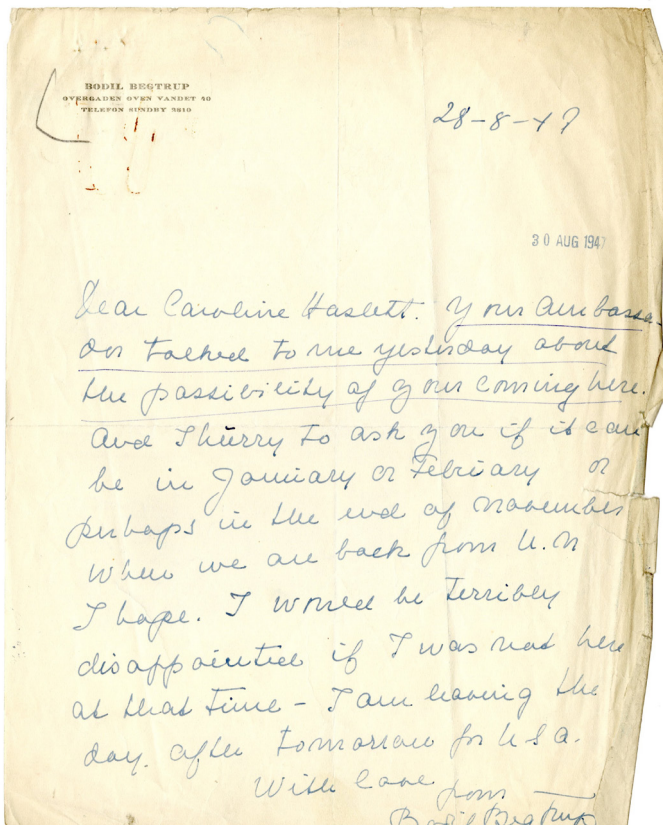 BODIL BEGTRUP
OVERGADEN OVEN VANDET 50
TELEFON SUNDBY 5810
28-8-47
30 AUG 1947
Dear Caroline Haslett. Your Ambassa-
dor talked to me yesterday about
the possibility of your coming here.
And I hurry to ask you if it can
be in January or Februry or
perhaps in the end of November
when we are back from U.N
I hope. I would be terribly
disappointed if I was not here
at that time - I am leaving the
day. after tomorrow for U S a.
With love from
Bodil Begtrup